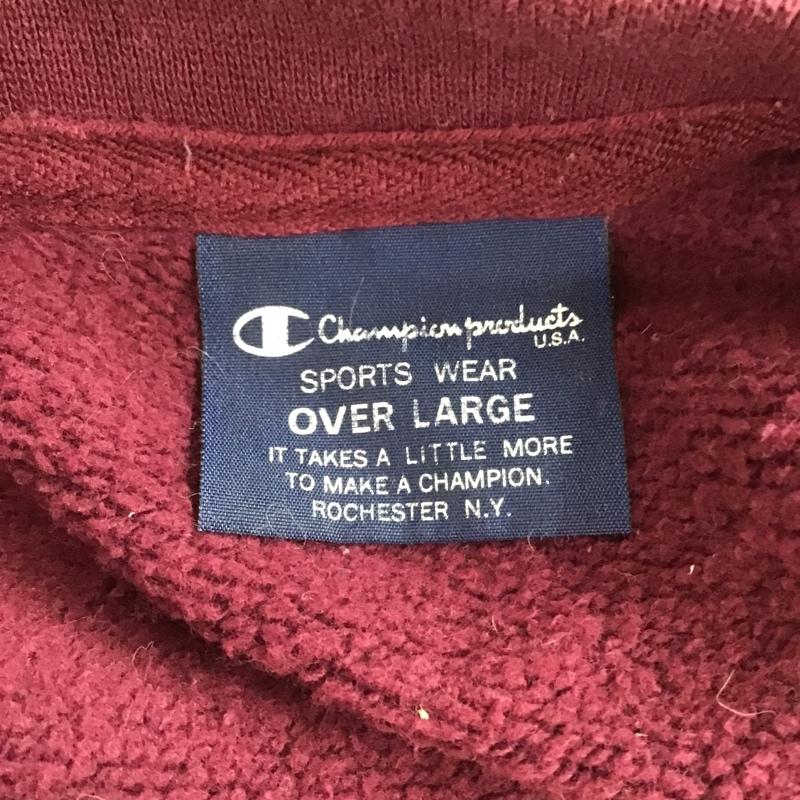 Champion products
U.S.A.
SPORTS WEAR
OVER LARGE
IT TAKES A LITTLE MORE
TO MAKE A CHAMPION.
ROCHESTER N.Y.